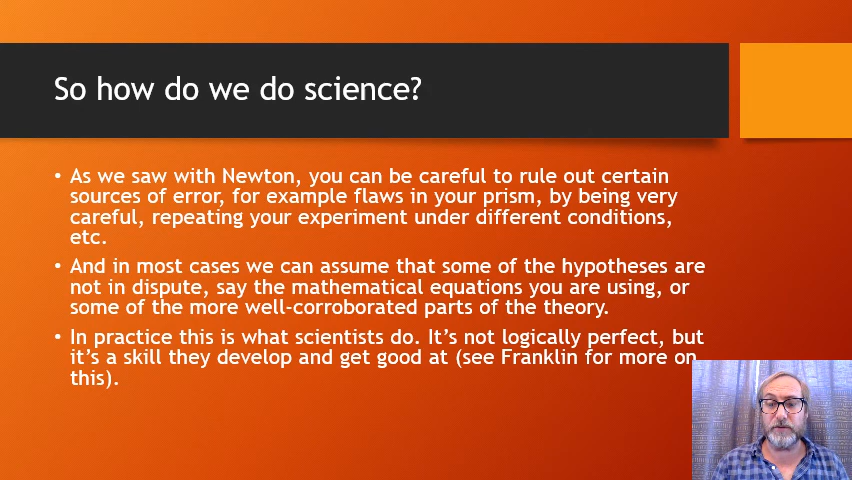 So how do we do science?
• As we saw with Newton, you can be careful to rule out certain
sources of error, for example flaws in your prism, by being very
careful, repeating your experiment under different conditions,
etc.
• And in most cases we can assume that some of the hypotheses are
not in dispute, say the mathematical equations you are using, or
some of the more well-corroborated parts of the theory.
• In practice this is what scientists do. It's not logically perfect, but
it's a skill they develop and get good at (see Franklin for more on
this).